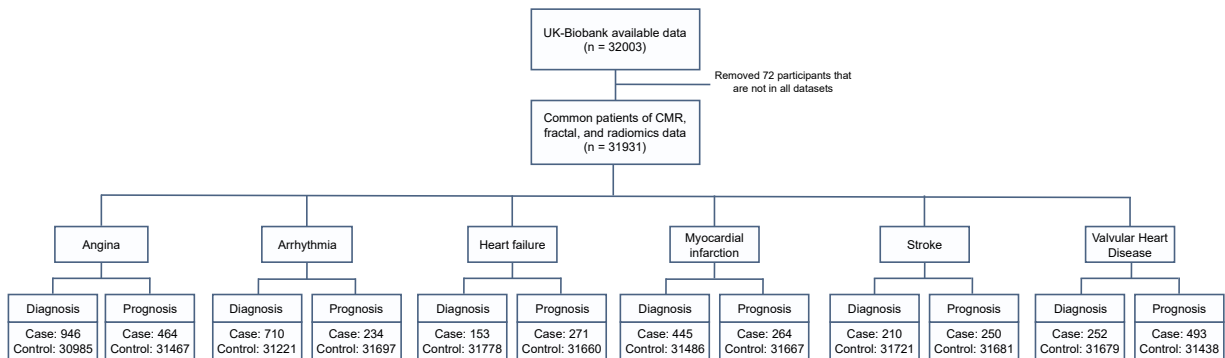 UK-Biobank available data
(n = 32003)
Removed 72 participants that
are not in all datasets
Common patients of CMR,
fractal, and radiomics data
(n = 31931)
Angina
Arrhythmia
Heart failure
Myocardial
infarction
Stroke
Valvular Heart
Disease
Diagnosis
Case: 946
Control: 30985
Prognosis
Case: 464
Control: 31467
Diagnosis
Case: 710
Control: 31221
Prognosis
Case: 234
Control: 31697
Diagnosis
Case: 153
Control: 31778
Prognosis
Case: 271
Control: 31660
Diagnosis
Case: 445
Control: 31486
Prognosis
Case: 264
Control: 31667
Diagnosis
Case: 210
Control: 31721
Prognosis
Case: 250
Control: 31681
Diagnosis
Case: 252
Control: 31679
Prognosis
Case: 493
Control: 31438